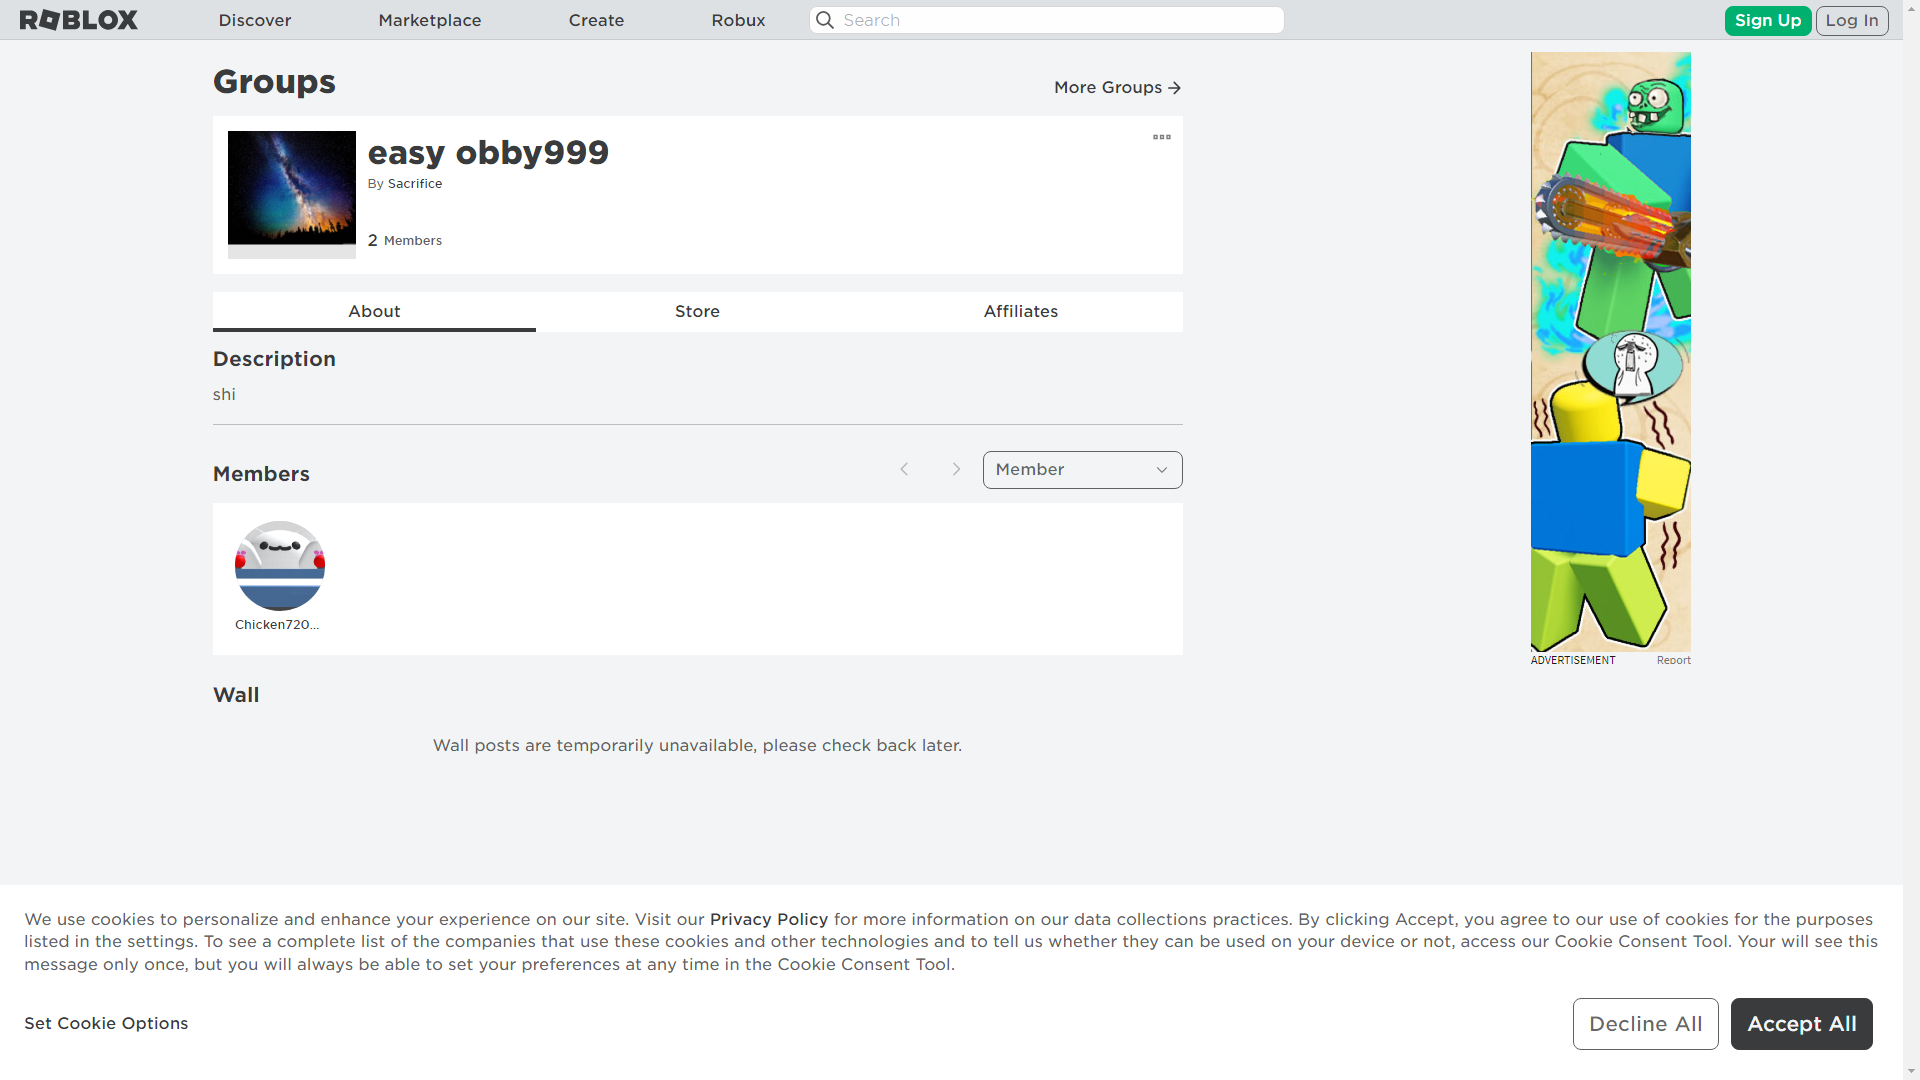 ROBLOX
Discover
Marketplace
Create
Robux
Search
Sign Up
Log In
Groups
More Groups
easy obby999
By Sacrifice
2 Members
About
Store
Affiliates
Description
shi
Members
Member
Chicken720...
Wall
Wall posts are temporarily unavailable, please check back later.
ADVERTISEMENT
Report
We use cookies to personalize and enhance your experience on our site. Visit our Privacy Policy for more information on our data collections practices. By clicking Accept, you agree to our use of cookies for the purposes
listed in the settings. To see a complete list of the companies that use these cookies and other technologies and to tell us whether they can be used on your device or not, access our Cookie Consent Tool. Your will see this
message only once, but you will always be able to set your preferences at any time in the Cookie Consent Tool.
Set Cookie Options
Decline All
Accept All